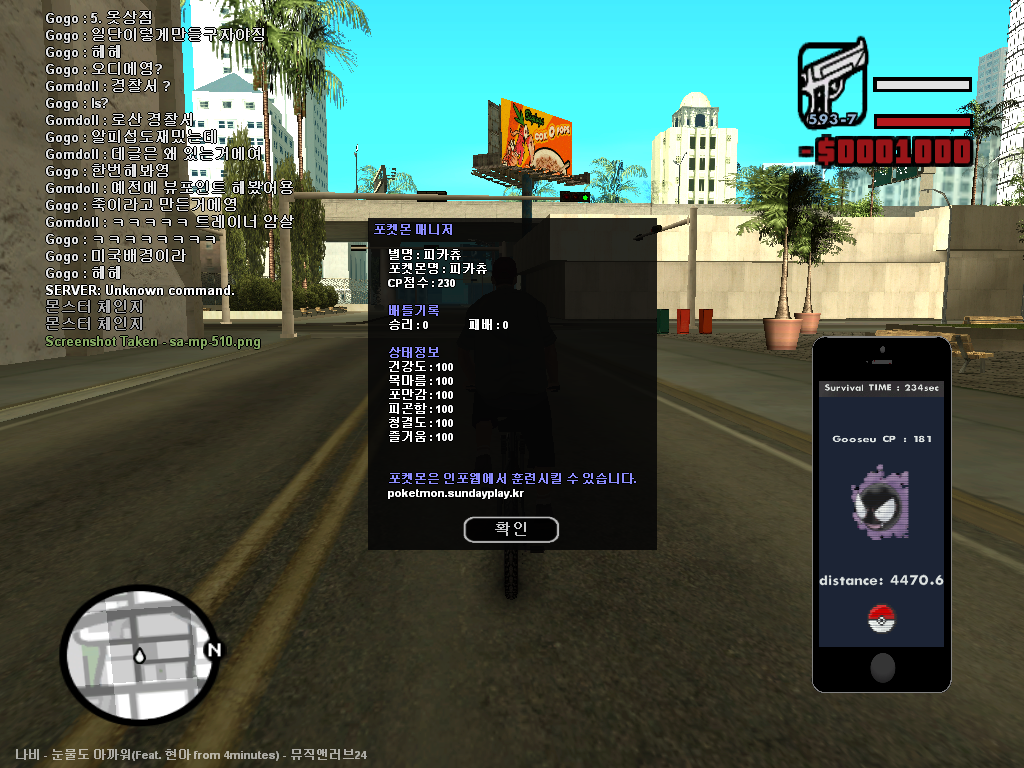 Gogo : 5. 옷상점
Gogo : 일단이렇게만들구자야징
Gogo : 헤헤
Gogo : 오디에영?
Gomdoll : 경찰서 ?
Gogo : ls?
Gomdoll : 로산 경찰서
Gogo : 알피섭도재밌는데
Gomdoll : 데글은 왜 있는거에여
Gogo : 한번해봐영
Gomdoll : 예전에 뷰포인트 해봤어용
Gogo : 죽이라고 만든거에영
Gomdoll : ㅋㅋㅋㅋㅋ 트레이너 암살
Gogo : ㅋㅋㅋㅋㅋㅋㅋㅋ
Gogo : 미국배경이라
Gogo : 헤헤
SERVER: Unknown command.
몬스터 체인지
몬스터 체인지
Screenshot Taken - sa-mp-510.png
593-7
-$0001000
포켓몬 매니저
별명 : 피카츄
포켓몬명 : 피카츄
CP점수 : 230
배틀기록
승리 : 0 패배 : 0
상태정보
건강도 : 100
목마름 : 100
포만감 : 100
피곤함 : 100
청결도 : 100
즐거움 : 100
포켓몬은 인포웹에서 훈련시킬 수 있습니다.
poketmon.sundayplay.kr
확인
Survival TIME : 234sec
Gooseu CP : 181
distance: 4470.6
N
나비 - 눈물도 아까워(Feat. 현아 from 4minutes) - 뮤직앤러브24